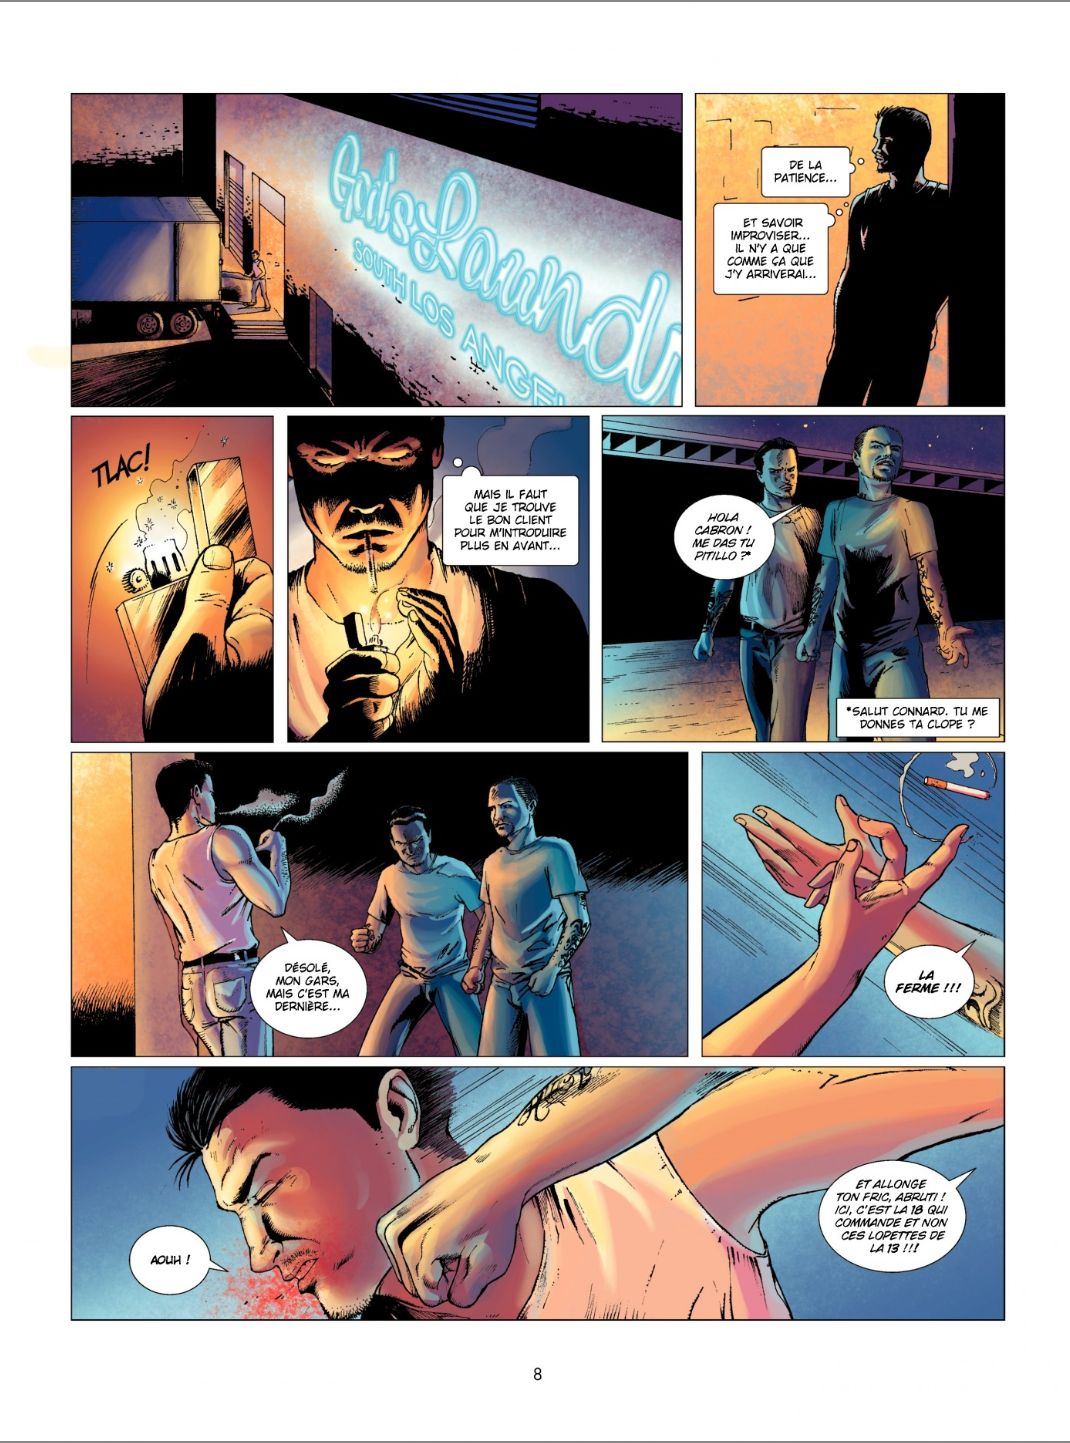 Gut's Laundr
SOUTH LOS ANGEL
DE LA
PATIENCE...
ET SAVOIR
IMPROVISER...
IL N'Y A QUE
COMME ÇA QUE
J'Y ARRIVERAI...
TLAC!
MAIS IL FAUT
QUE JE TROUVE
LE BON CLIENT
POUR M'INTRODUIRE
PLUS EN AVANT...
HOLA
CABRON !
ME DAS TU
PITILLO ?*
*SALUT CONNARD. TU ME
DONNES TA CLOPE ?
DÉSOLÉ,
MON GARS,
MAIS C'EST MA
DERNIÈRE...
LA
FERME !!!
AOUH !
ET ALLONGE
TON FRIC, ABRUTI !
ICI, C'EST LA 18 QUI
COMMANDE ET NON
CES LOPETTES DE
LA 13 !!!
8